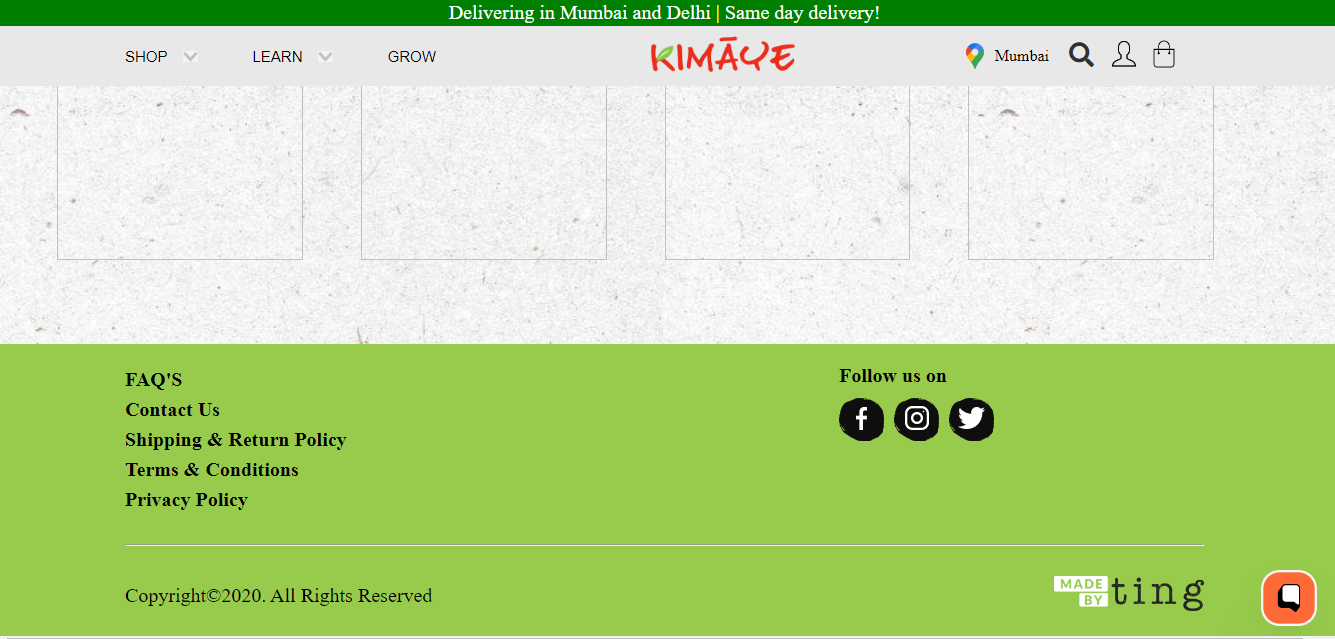 Delivering in Mumbai and Delhi | Same day delivery!
SHOP LEARN GROW KIMĀYE Mumbai
FAQ'S
Contact Us
Shipping & Return Policy
Terms & Conditions
Privacy Policy
Follow us on
Copyright©2020. All Rights Reserved
MADE
BY ting